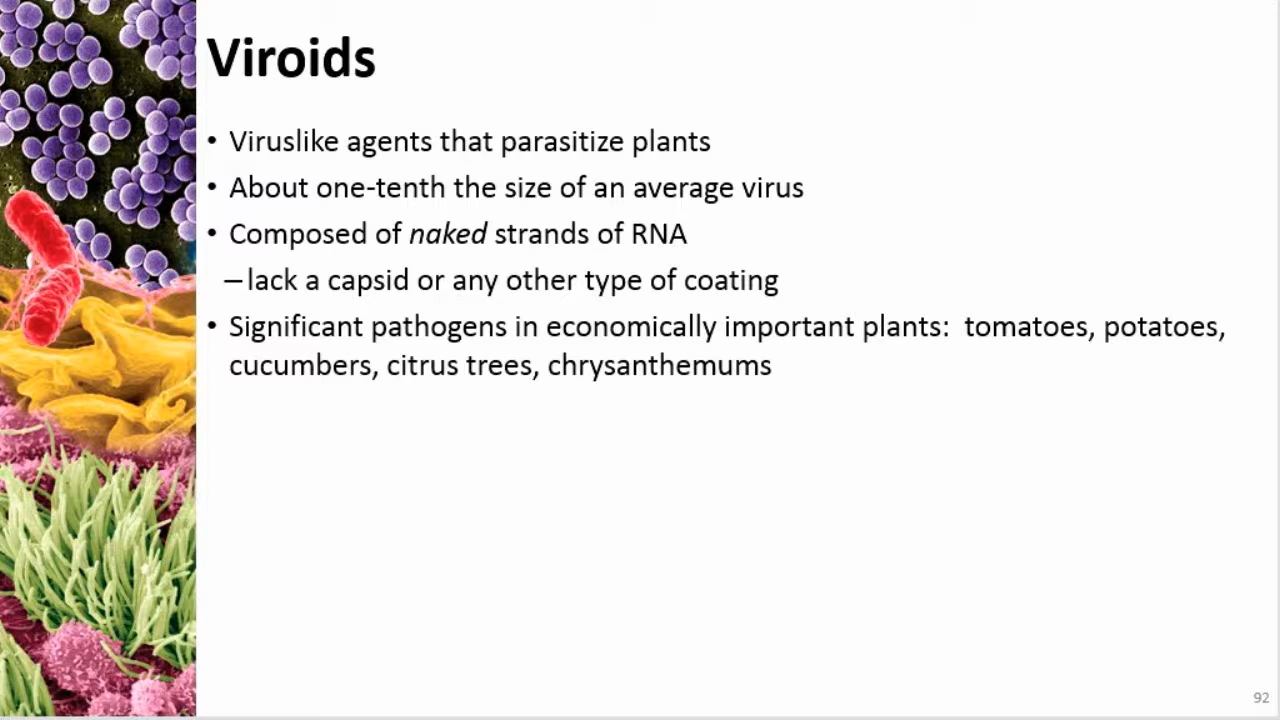 Viroids
• Viruslike agents that parasitize plants
• About one-tenth the size of an average virus
• Composed of naked strands of RNA
– lack a capsid or any other type of coating
• Significant pathogens in economically important plants:  tomatoes, potatoes,
cucumbers, citrus trees, chrysanthemums
92